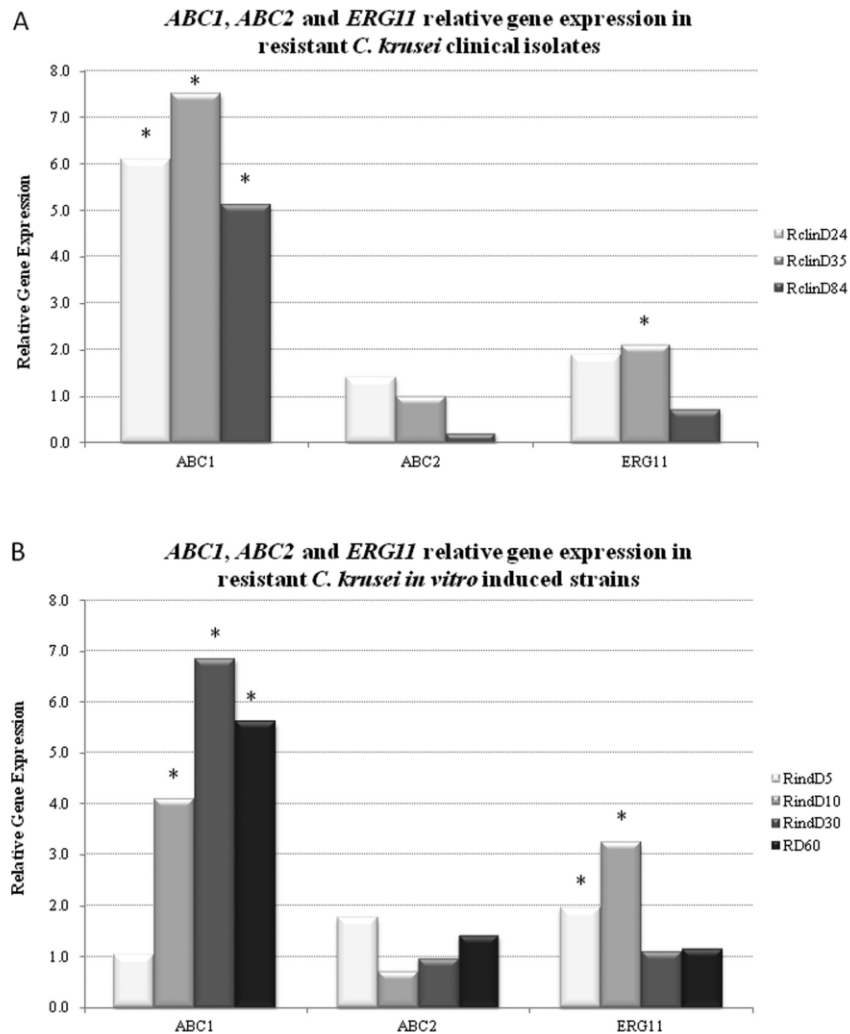 A
ABC1, ABC2 and ERG11 relative gene expression in
resistant C. krusei clinical isolates
Relative Gene Expression
8.0
7.0
6.0
5.0
4.0
3.0
2.0
1.0
0.0
*
*
*
*
ABC1
ABC2
ERG11
RclinD24
RclinD35
RclinD84
B
ABC1, ABC2 and ERG11 relative gene expression in
resistant C. krusei in vitro induced strains
Relative Gene Expression
8.0
7.0
6.0
5.0
4.0
3.0
2.0
1.0
0.0
*
*
*
*
*
ABC1
ABC2
ERG11
RindD5
RindD10
RindD30
RD60